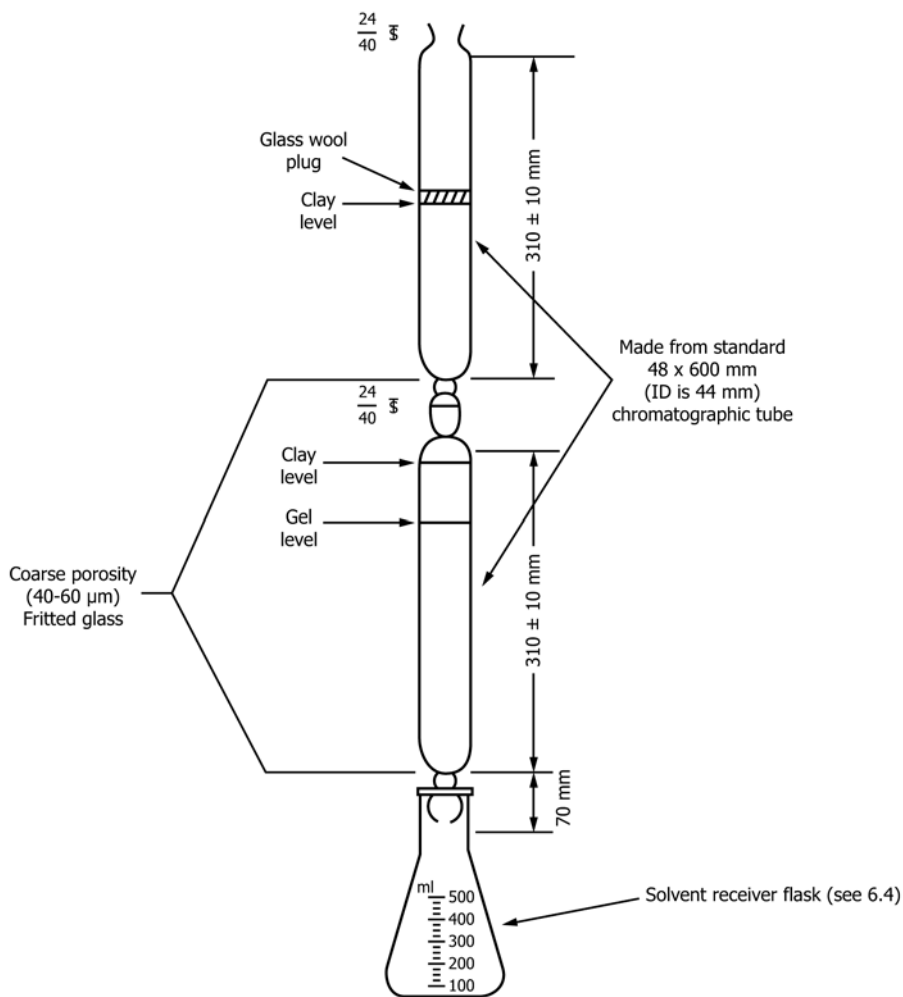 24
40 ₮
Glass wool
plug
Clay
level
310 ± 10 mm
Made from standard
48 x 600 mm
(ID is 44 mm)
chromatographic tube
24
40 ₮
Clay
level
Gel
level
Coarse porosity
(40-60 µm)
Fritted glass
310 ± 10 mm
70 mm
ml
500
400
300
200
100
Solvent receiver flask (see 6.4)